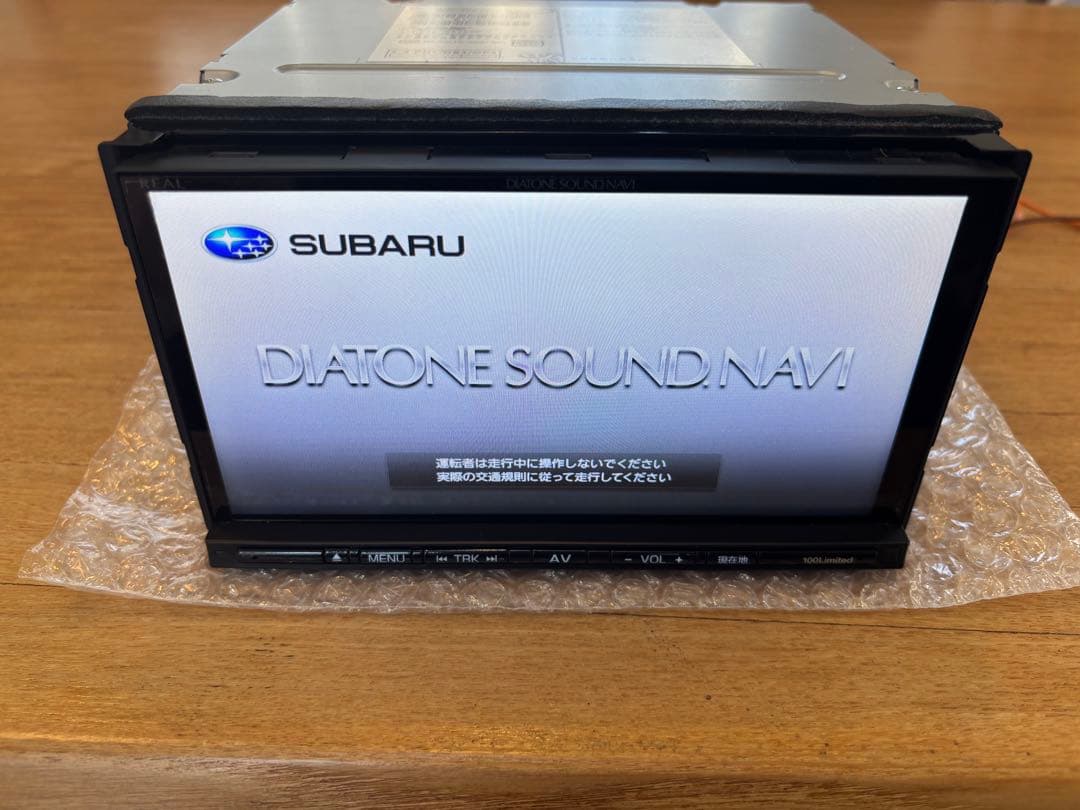 REAL
DIATONE SOUND.NAVI
SUBARU
DIATONE SOUND.NAVI
運転者は走行中に操作しないでください
実際の交通規則に従って走行してください
MENU
TRK
AV
- VOL +
現在地
100Limited